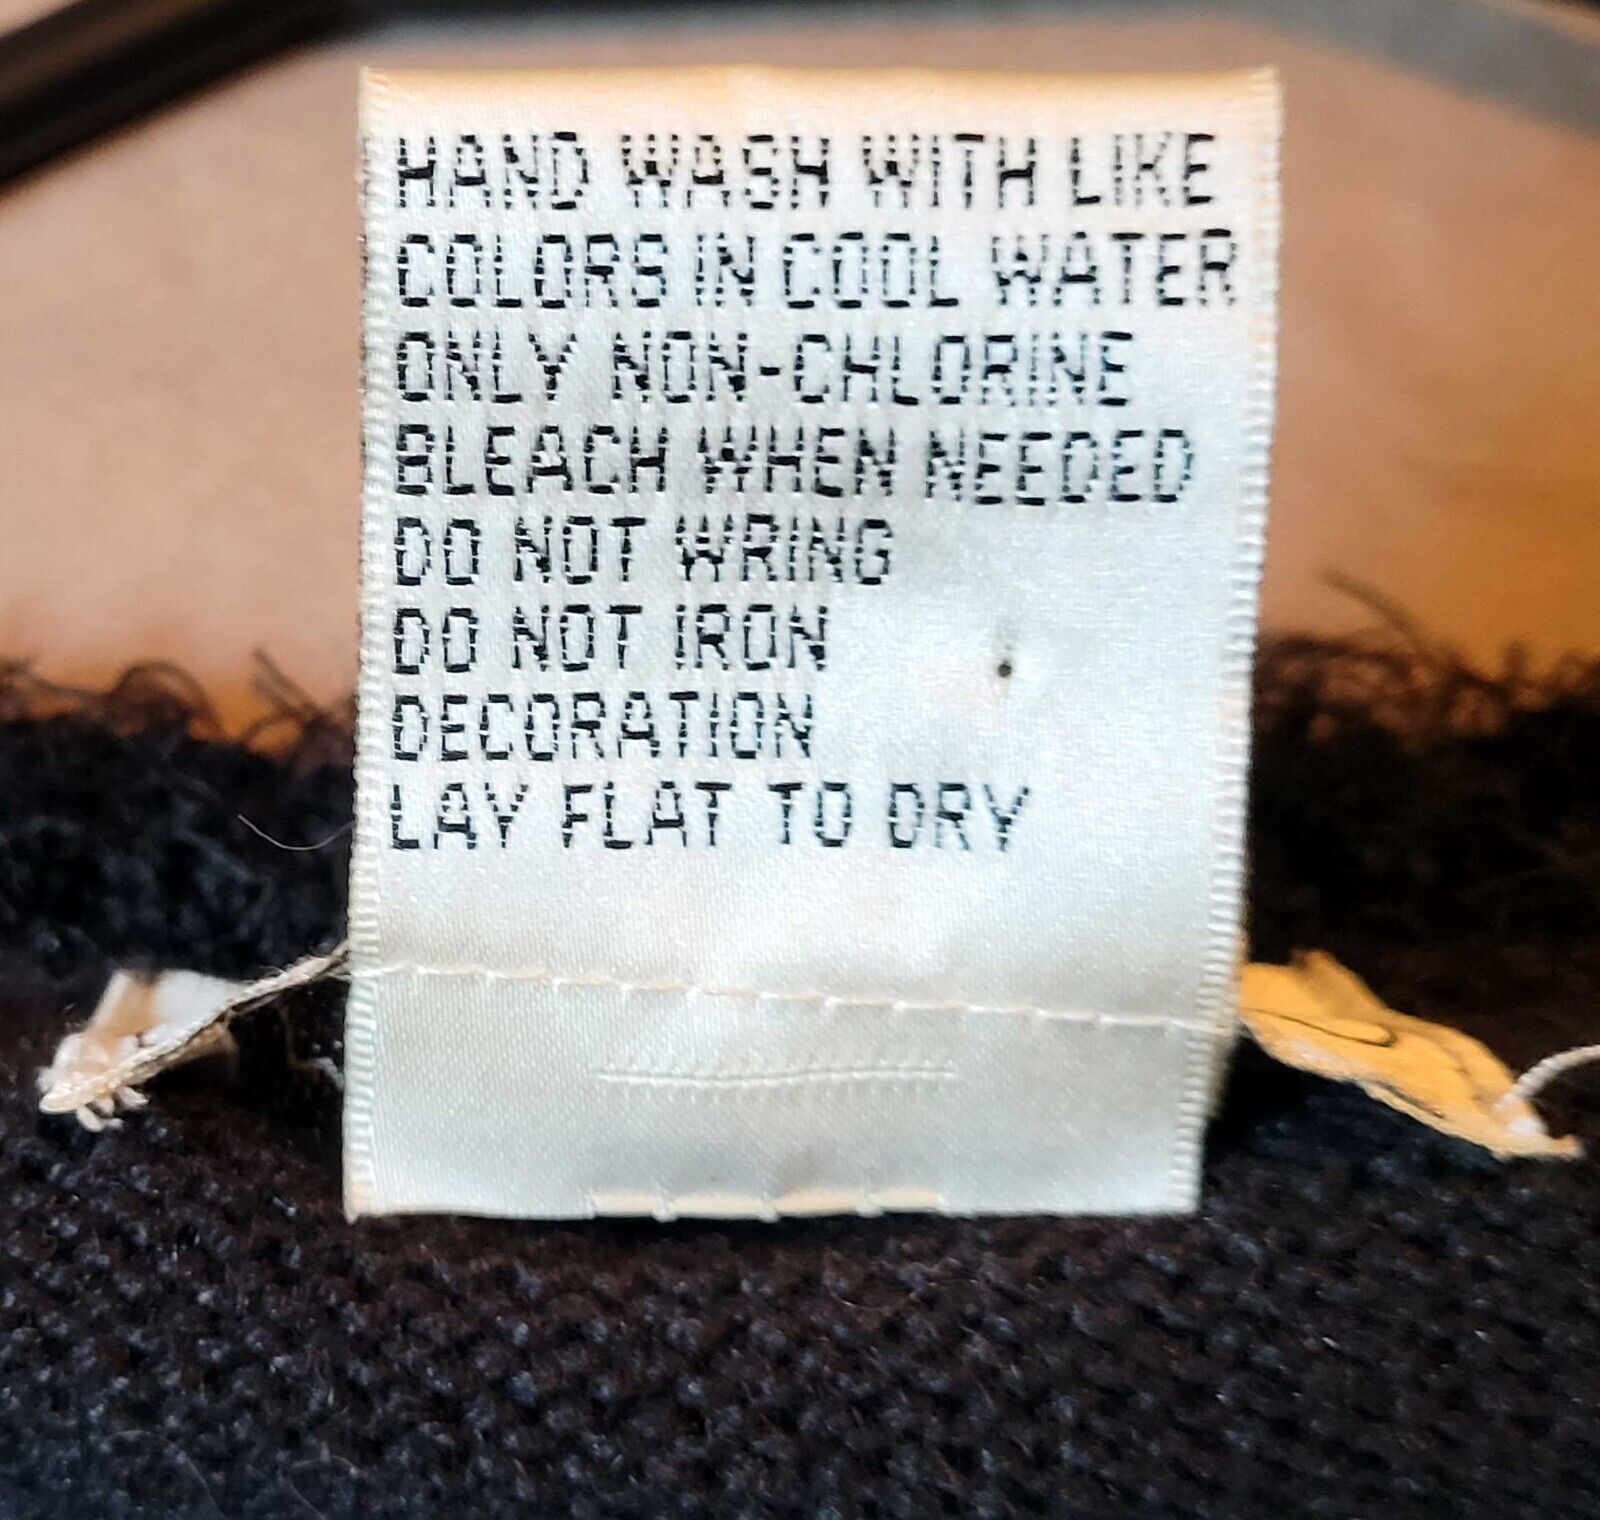 HAND WASH WITH LIKE
COLORS IN COOL WATER
ONLY NON-CHLORINE
BLEACH WHEN NEEDED
DO NOT WRING
DO NOT IRON
DECORATION
LAY FLAT TO DRY